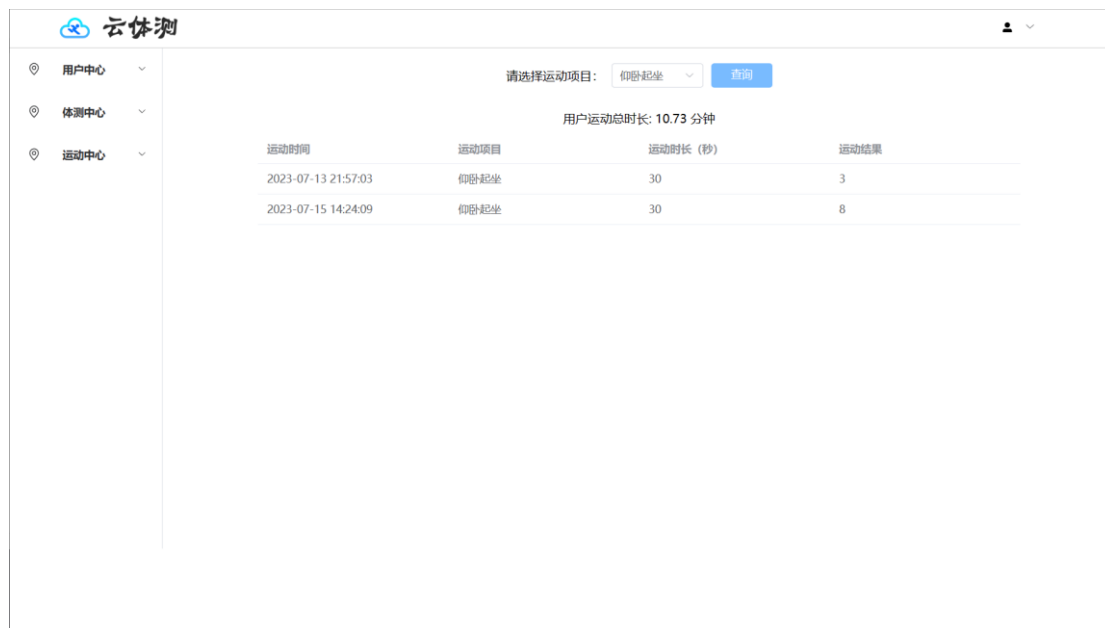 云体测
用户中心
体测中心
运动中心
请选择运动项目： 仰卧起坐 查询
用户运动总时长: 10.73 分钟
运动时间 运动项目 运动时长（秒） 运动结果
2023-07-13 21:57:03 仰卧起坐 30 3
2023-07-15 14:24:09 仰卧起坐 30 8